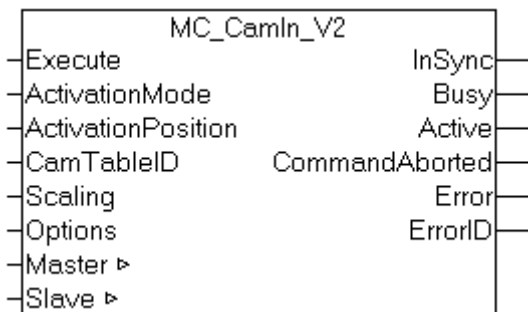 MC_CamIn_V2
Execute InSync
ActivationMode Busy
ActivationPosition Active
CamTableID CommandAborted
Scaling Error
Options ErrorID
Master ▹
Slave ▹